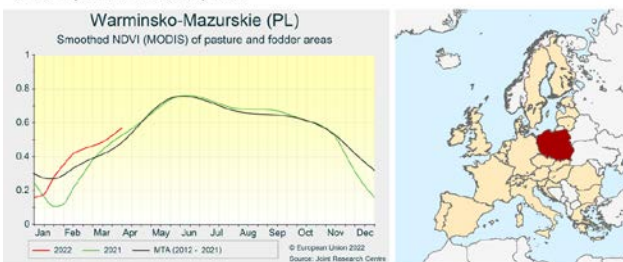 Warminsko-Mazurskie (PL)
Smoothed NDVI (MODIS) of pasture and fodder areas
1
0.8
0.6
0.4
0.2
0
Jan Feb Mar Apr May Jun Jul Aug Sep Oct Nov Dec
2022 2021 MTA (2012 - 2021)
© European Union 2022
Source: Joint Research Centre